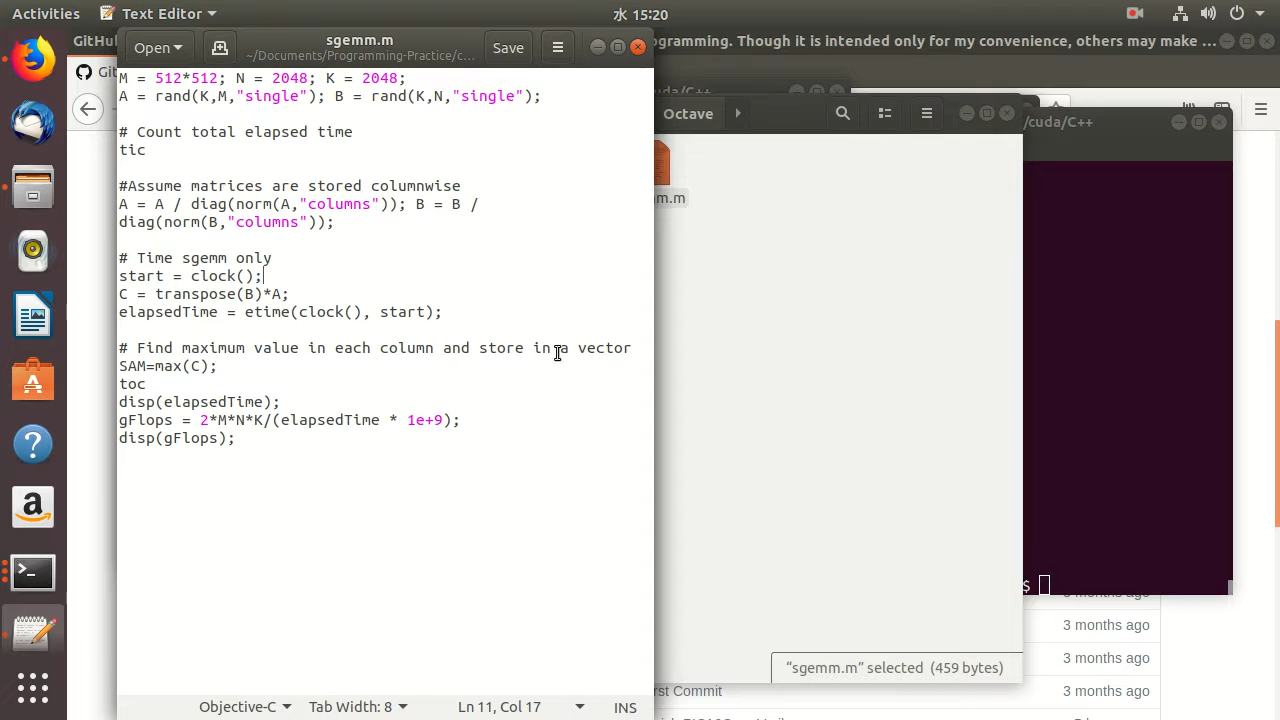 Activities
Text Editor
水 15:20
GitHub
rogramming. Though it is intended only for my convenience, others may make ...
Open
sgemm.m
~/Documents/Programming-Practice/c...
Save
M = 512*512; N = 2048; K = 2048;
A = rand(K,M,"single"); B = rand(K,N,"single");
# Count total elapsed time
tic
#Assume matrices are stored columnwise
A = A / diag(norm(A,"columns")); B = B /
diag(norm(B,"columns"));
# Time sgemm only
start = clock();
C = transpose(B)*A;
elapsedTime = etime(clock(), start);
# Find maximum value in each column and store in a vector
SAM=max(C);
toc
disp(elapsedTime);
gFlops = 2*M*N*K/(elapsedTime * 1e+9);
disp(gFlops);
Objective-C
Tab Width: 8
Ln 11, Col 17
INS
Git
uda/C++
Octave
/cuda/C++
m.m
$
"sgemm.m" selected (459 bytes)
3 months ago
3 months ago
3 months ago
rst Commit
3 months ago